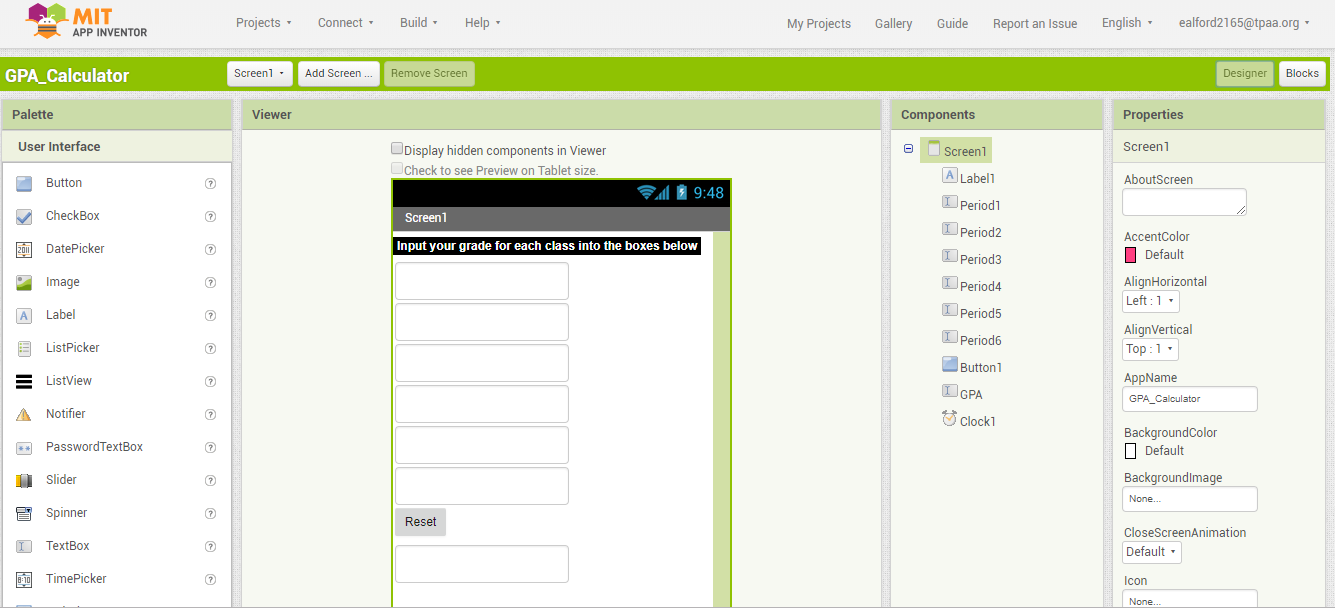 MIT
APP INVENTOR
Projects Connect Build Help
My Projects Gallery Guide Report an Issue English ealford2165@tpaa.org
GPA_Calculator
Screen1 Add Screen ... Remove Screen
Designer Blocks
Palette
User Interface
Button ?
CheckBox ?
DatePicker ?
Image ?
Label ?
ListPicker ?
ListView ?
Notifier ?
PasswordTextBox ?
Slider ?
Spinner ?
TextBox ?
TimePicker ?
Viewer
Display hidden components in Viewer
Check to see Preview on Tablet size.
9:48
Screen1
Input your grade for each class into the boxes below
Reset
Components
Screen1
A Label1
Period1
Period2
Period3
Period4
Period5
Period6
Button1
GPA
Clock1
Properties
Screen1
AboutScreen
AccentColor
Default
AlignHorizontal
Left : 1
AlignVertical
Top : 1
AppName
GPA_Calculator
BackgroundColor
Default
BackgroundImage
None...
CloseScreenAnimation
Default
Icon
None...